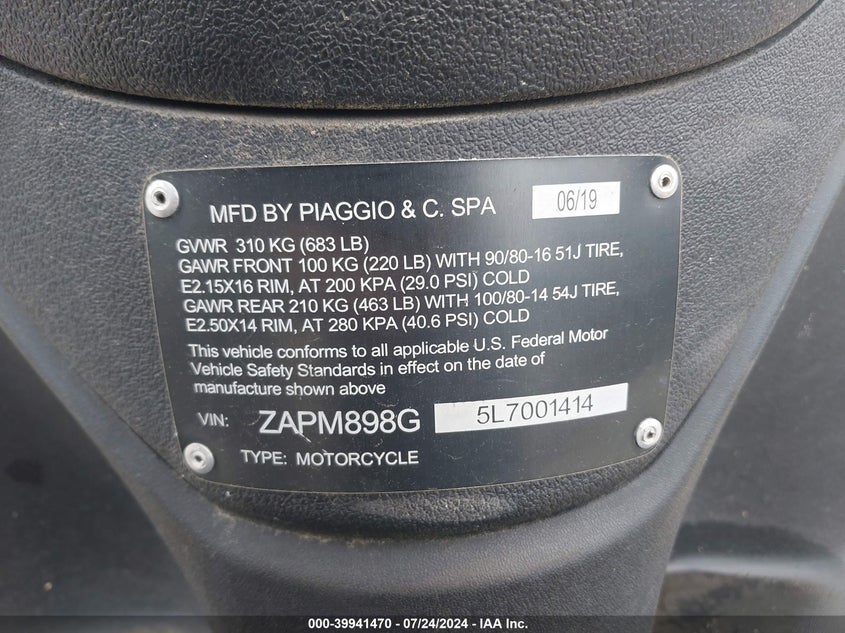 MFD BY PIAGGIO & C. SPA 06/19
GVWR 310 KG (683 LB)
GAWR FRONT 100 KG (220 LB) WITH 90/80-16 51J TIRE,
E2.15X16 RIM, AT 200 KPA (29.0 PSI) COLD
GAWR REAR 210 KG (463 LB) WITH 100/80-14 54J TIRE,
E2.50X14 RIM, AT 280 KPA (40.6 PSI) COLD
This vehicle conforms to all applicable U.S. Federal Motor
Vehicle Safety Standards in effect on the date of
manufacture shown above
VIN: ZAPM898G 5L7001414
TYPE: MOTORCYCLE
000-39941470 / 07/24/2024 - IAA Inc.